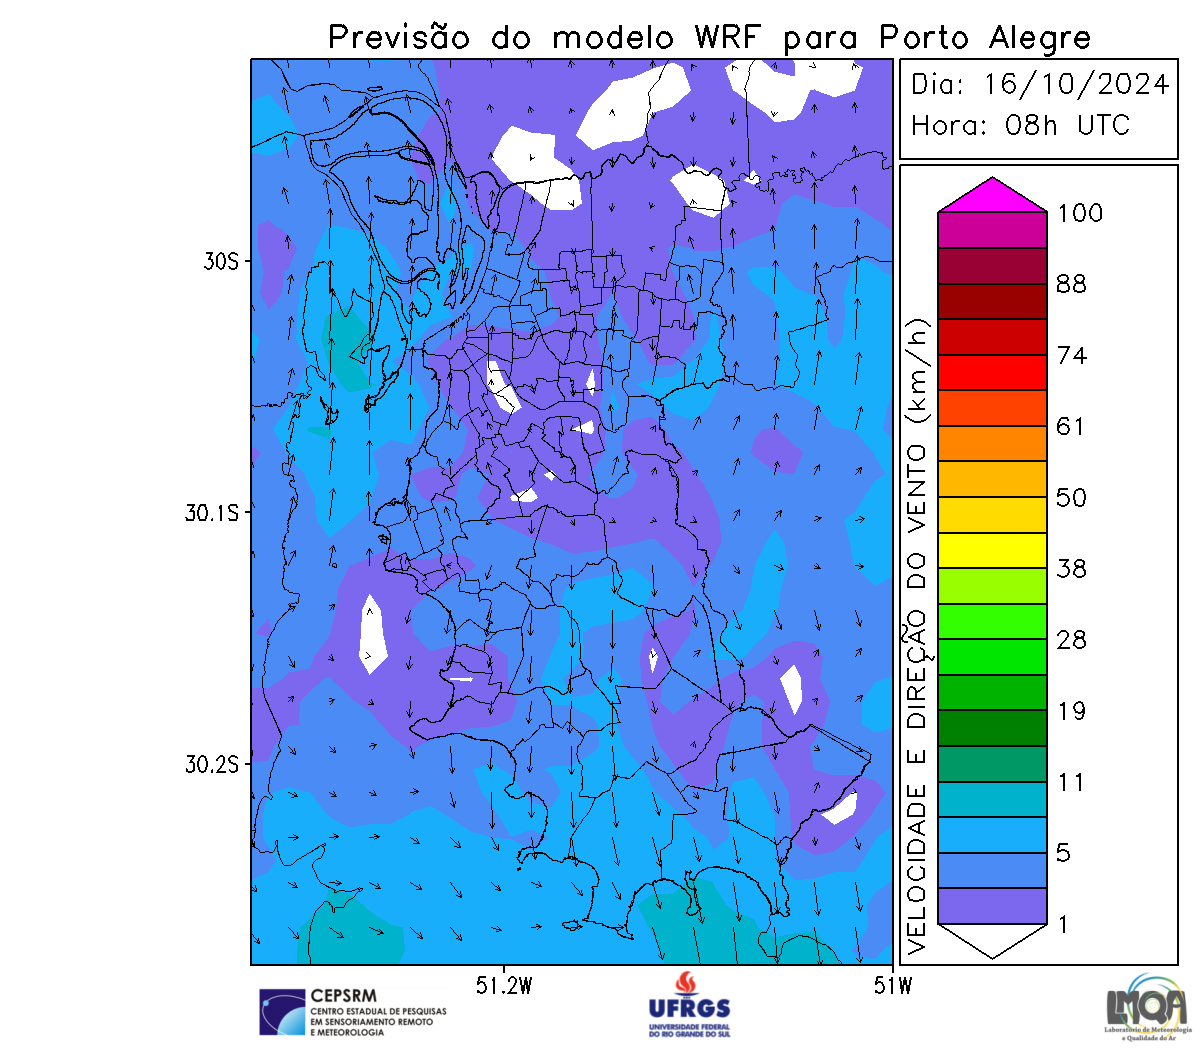 Previsão do modelo WRF para Porto Alegre
Dia: 16/10/2024
Hora: 08h UTC
30S
30.1S
30.2S
51.2W
51W
VELOCIDADE E DIREÇÃO DO VENTO (km/h)
100
88
74
61
50
38
28
19
11
5
1
CEPSRM
CENTRO ESTADUAL DE PESQUISAS
EM SENSORIAMENTO REMOTO
E METEOROLOGIA
UFRGS
UNIVERSIDADE FEDERAL
DO RIO GRANDE DO SUL
LMQA
Laboratório de Meteorologia
e Qualidade do Ar